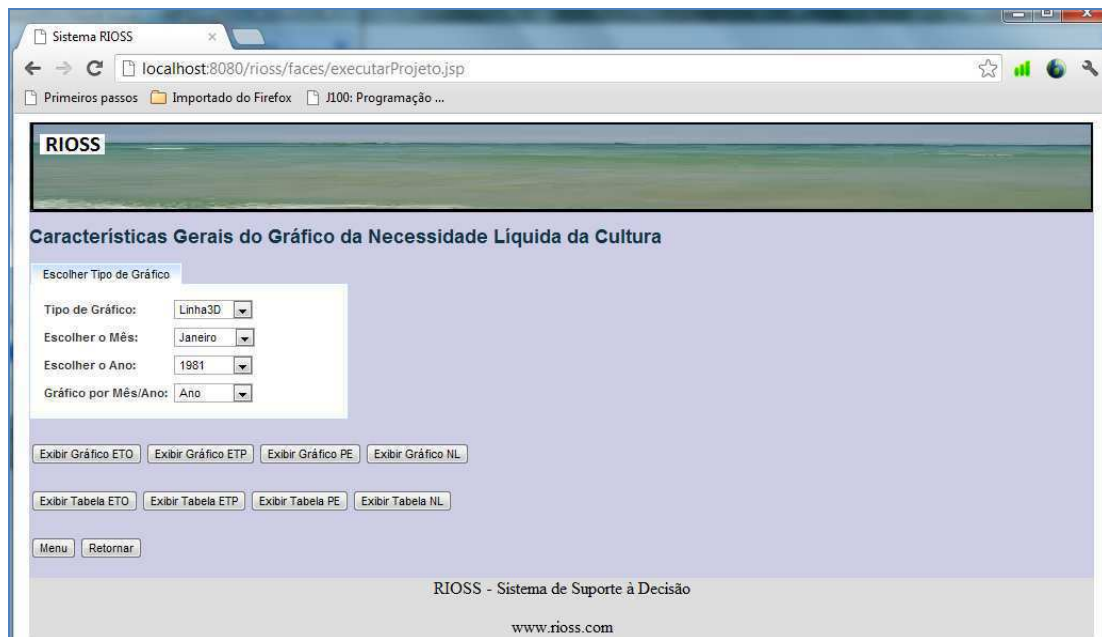 Sistema RIOSS
localhost:8080/rioss/faces/executarProjeto.jsp
Primeiros passos Importado do Firefox J100: Programação ...
RIOSS
Características Gerais do Gráfico da Necessidade Líquida da Cultura
Escolher Tipo de Gráfico
Tipo de Gráfico: Linha3D
Escolher o Mês: Janeiro
Escolher o Ano: 1981
Gráfico por Mês/Ano: Ano
Exibir Gráfico ETO Exibir Gráfico ETP Exibir Gráfico PE Exibir Gráfico NL
Exibir Tabela ETO Exibir Tabela ETP Exibir Tabela PE Exibir Tabela NL
Menu Retornar
RIOSS - Sistema de Suporte à Decisão
www.rioss.com